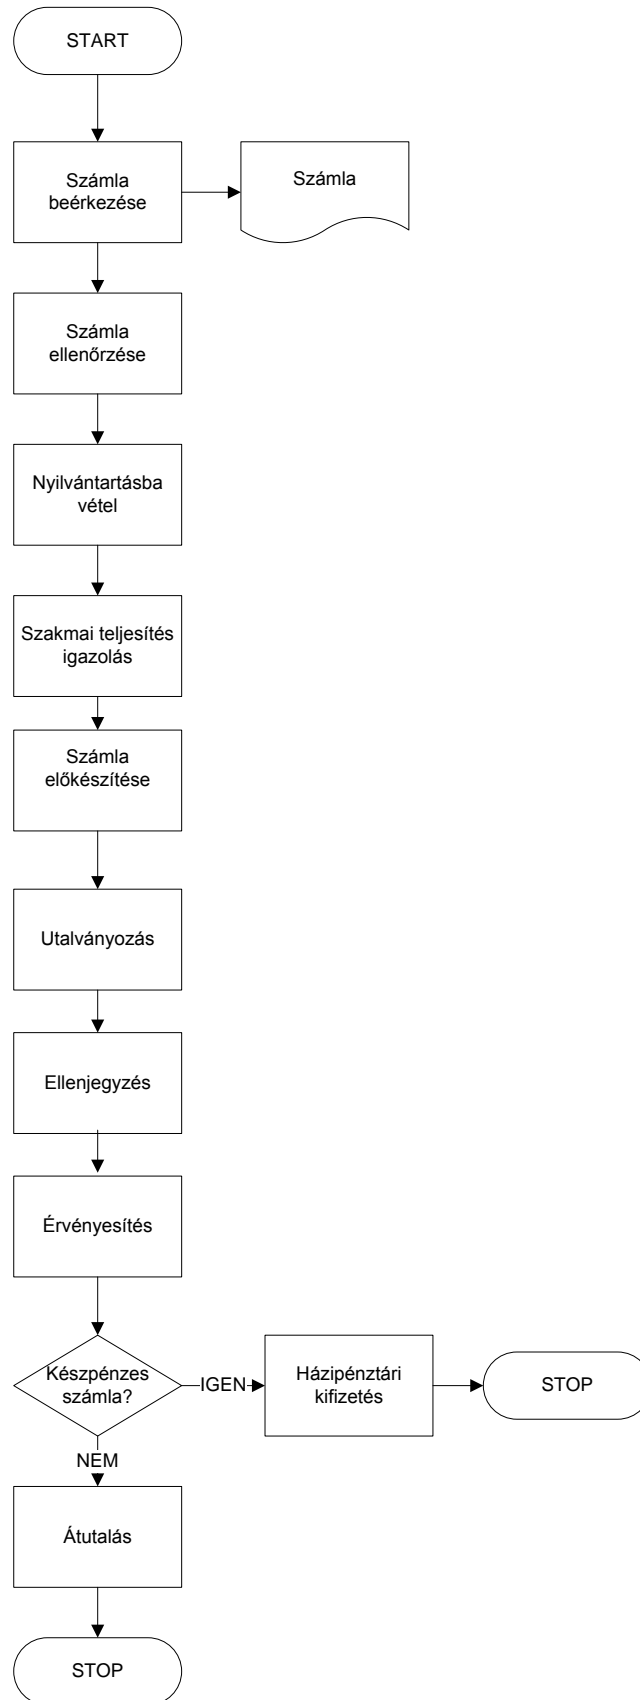 START
Számla
beérkezése
Számla
Számla
ellenőrzése
Nyilvántartásba
vétel
Szakmai teljesítés
igazolás
Számla
előkészítése
Utalványozás
Ellenjegyzés
Érvényesítés
Készpénzes
számla?
IGEN
Házipénztári
kifizetés
STOP
NEM
Átutalás
STOP